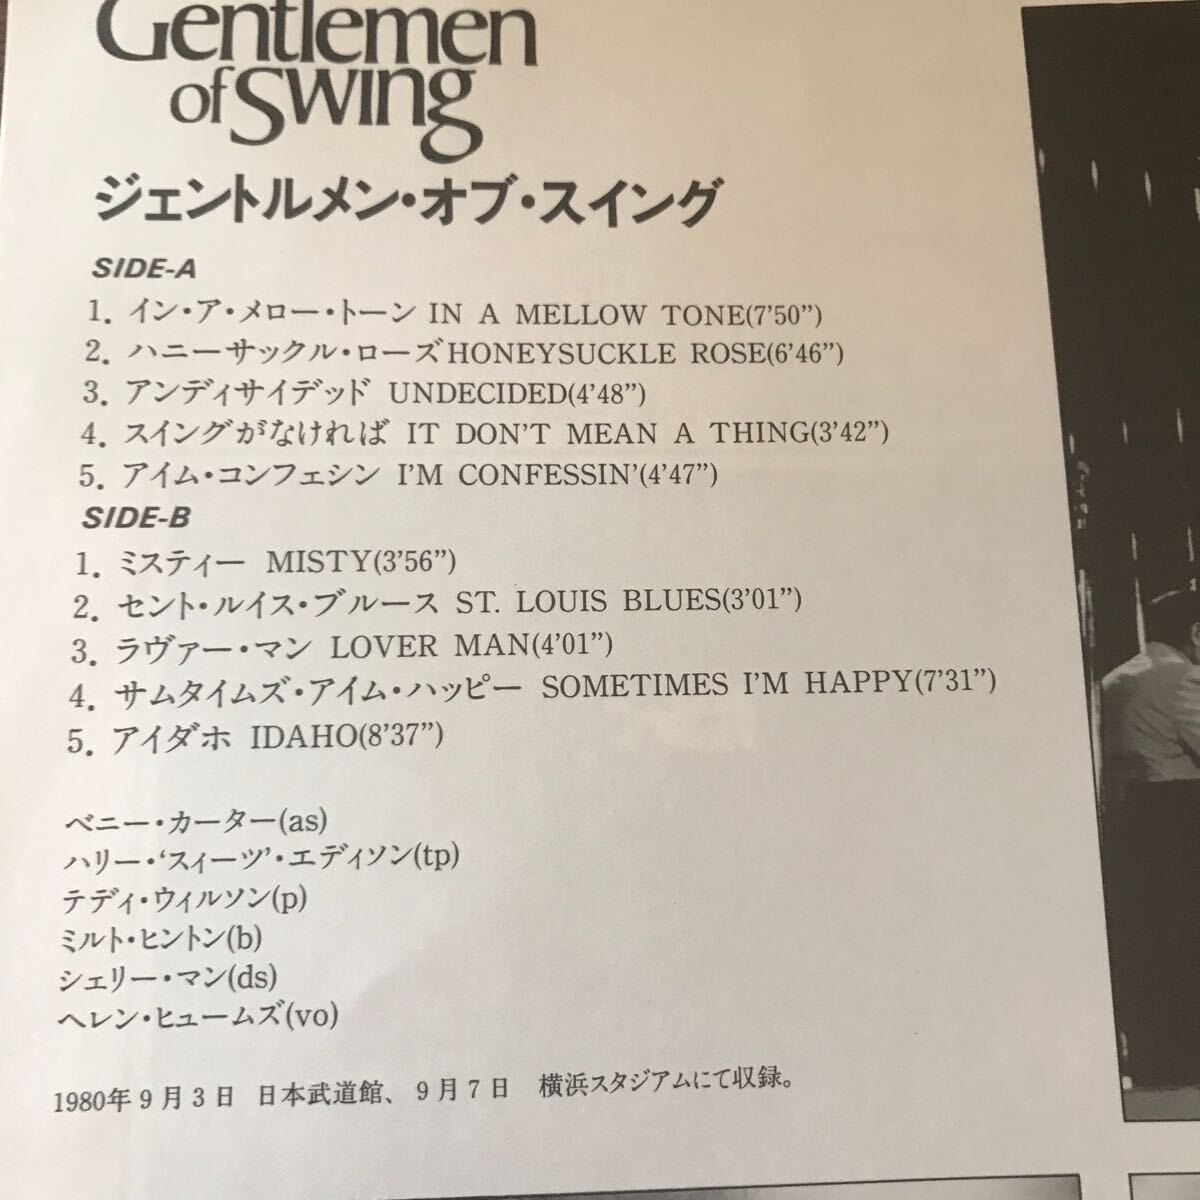 Gentlemen
of Swing
ジェントルメン・オブ・スイング
SIDE-A
1. イン・ア・メロー・トーン IN A MELLOW TONE(7'50”)
2. ハニーサックル・ローズHONEYSUCKLE ROSE(6'46”)
3. アンディサイデッド UNDECIDED(4'48”)
4. スイングがなければ IT DON'T MEAN A THING(3'42”)
5. アイム・コンフェシン I'M CONFESSIN'(4'47”)
SIDE-B
1. ミスティー MISTY(3'56”)
2. セント・ルイス・ブルース ST. LOUIS BLUES(3'01”)
3. ラヴァー・マン LOVER MAN(4'01”)
4. サムタイムズ・アイム・ハッピー SOMETIMES I'M HAPPY(7'31”)
5. アイダホ IDAHO(8'37”)
ベニー・カーター(as)
ハリー・‘スィーツ’・エディソン(tp)
テディ・ウィルソン(p)
ミルト・ヒントン(b)
シェリー・マン(ds)
ヘレン・ヒュームズ(vo)
1980年9月3日 日本武道館、9月7日 横浜スタジアムにて収録。